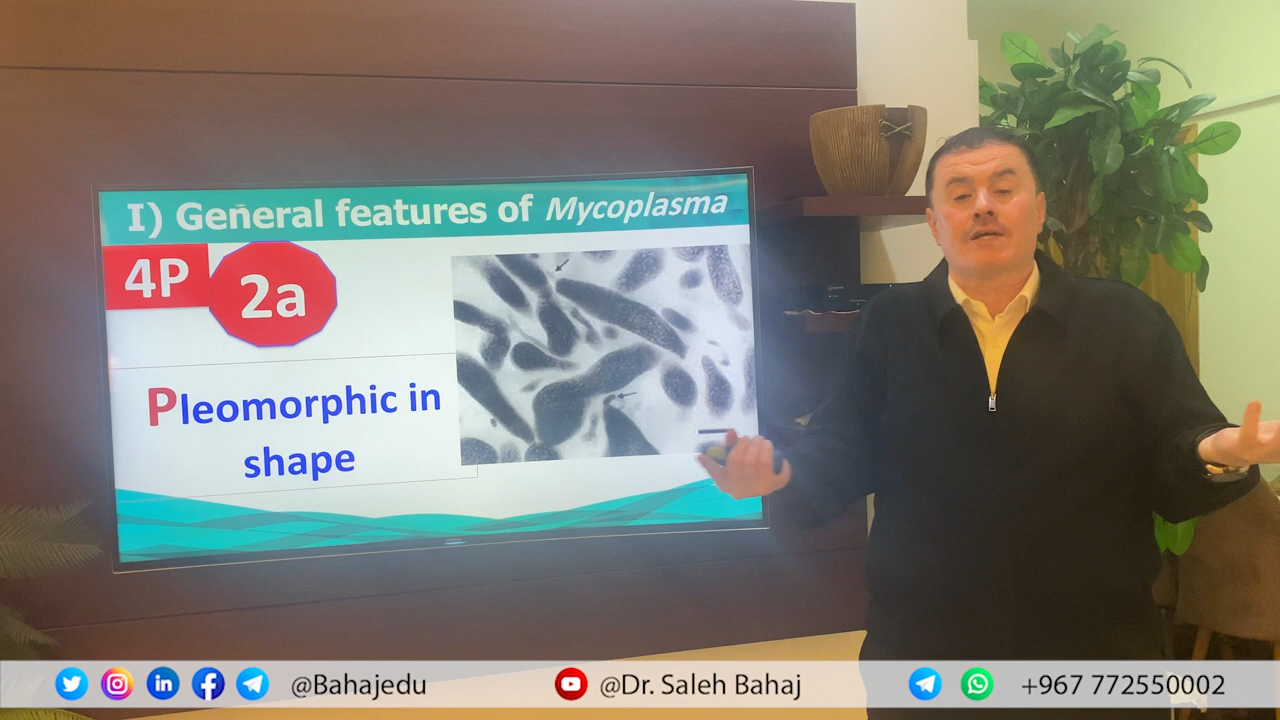 I) General features of Mycoplasma
4P
2a
Pleomorphic in
shape
@Bahajedu
@Dr. Saleh Bahaj
+967 772550002